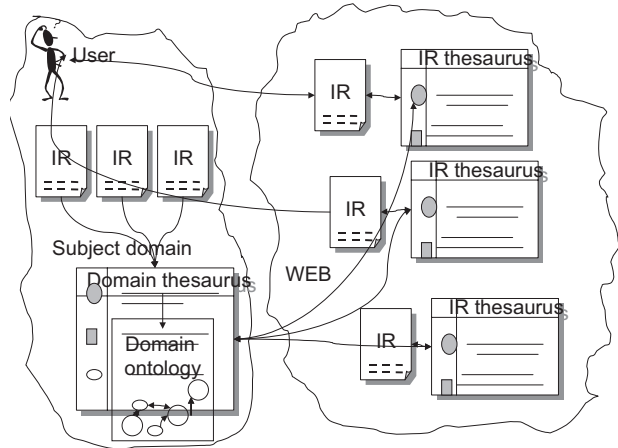 User
IR thesaurus
IR
IR
IR
IR
IR thesaurus
IR
Subject domain
WEB
Domain thesaurus
IR thesaurus
IR
Domain
ontology